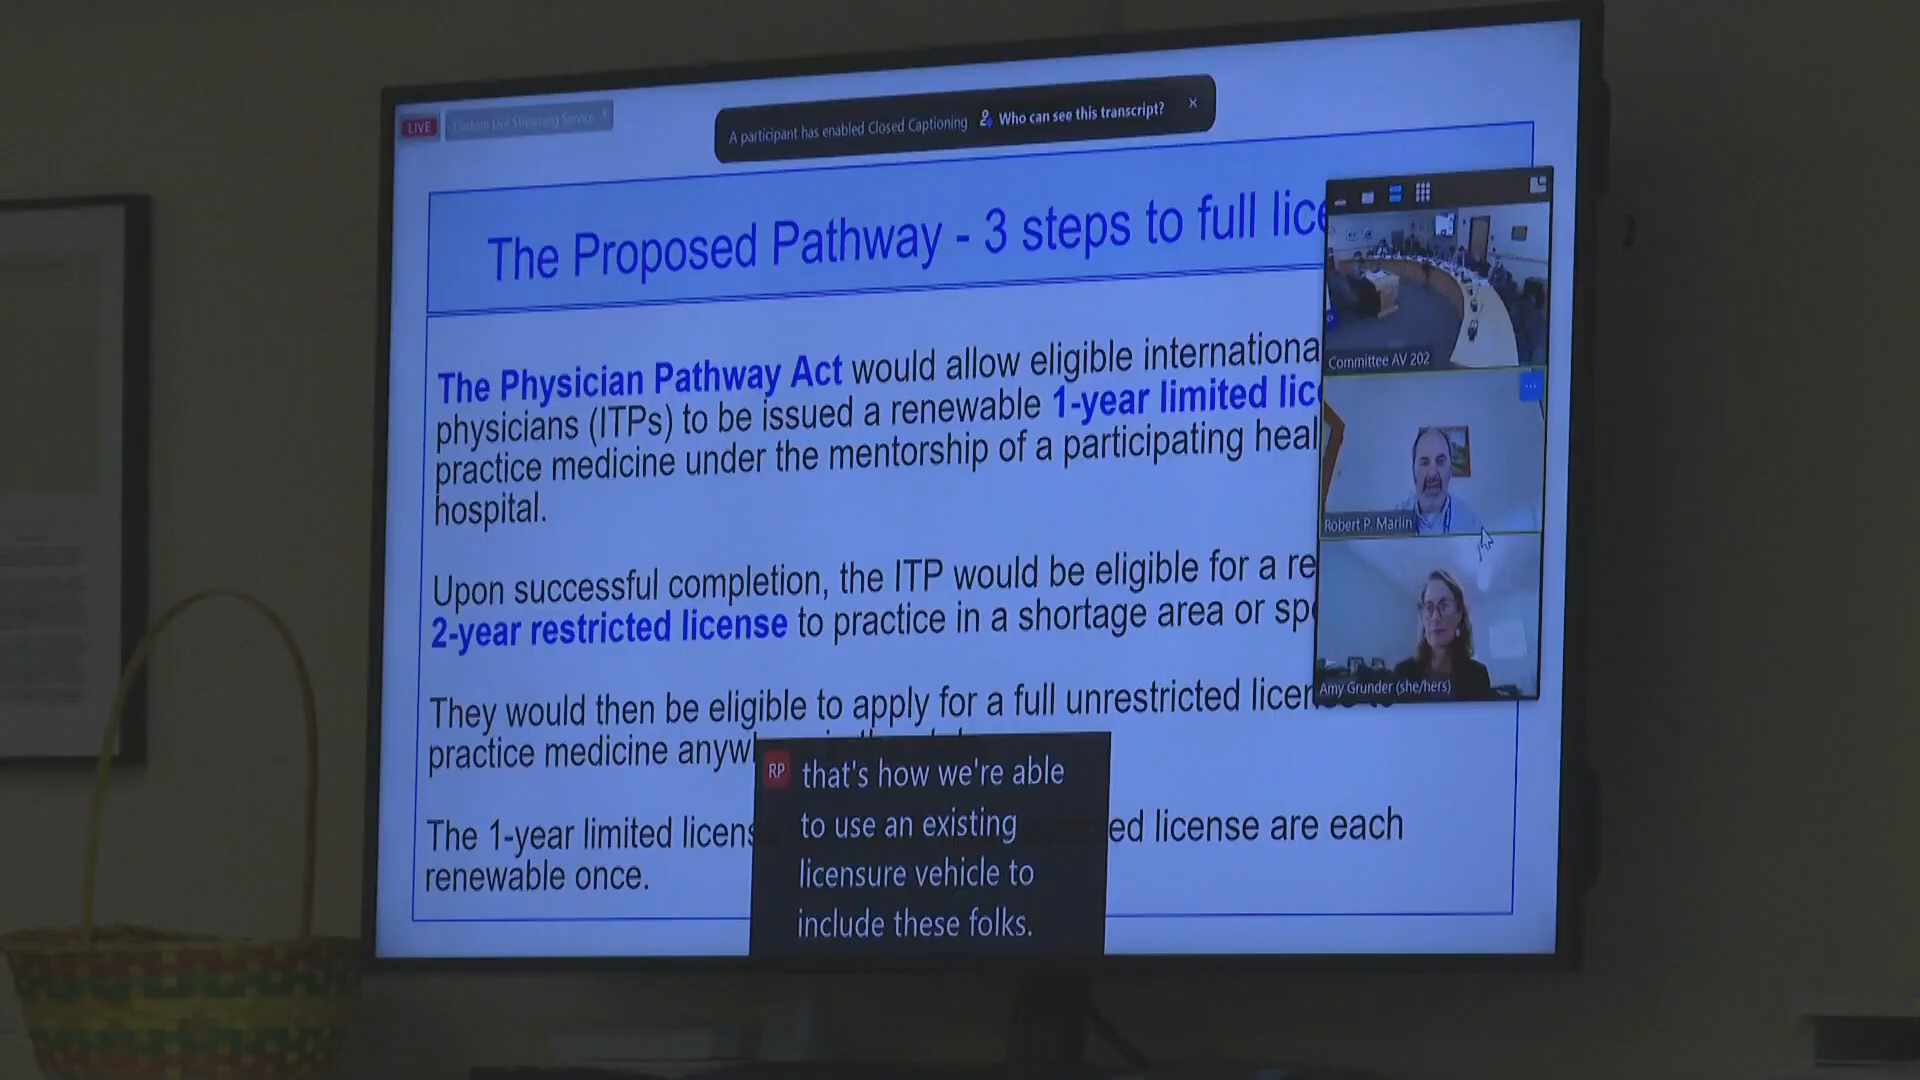 LIVE Custom Live Streaming Service
A participant has enabled Closed Captioning Who can see this transcript? ×
The Proposed Pathway - 3 steps to full lice
The Physician Pathway Act would allow eligible internationa
physicians (ITPs) to be issued a renewable 1-year limited lic
practice medicine under the mentorship of a participating heal
hospital.
Upon successful completion, the ITP would be eligible for a re
2-year restricted license to practice in a shortage area or sp
They would then be eligible to apply for a full unrestricted licen
practice medicine anyw
The 1-year limited licens ed license are each
renewable once.
Committee AV 202
Robert P. Marlin
Amy Grunder (she/hers)
RP that's how we're able
to use an existing
licensure vehicle to
include these folks.